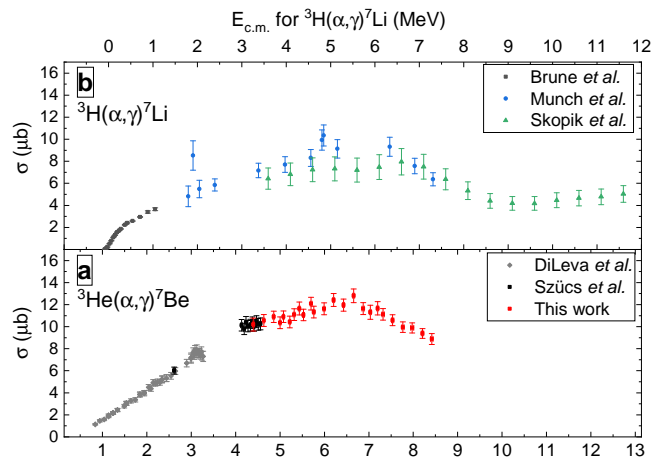 E_c.m. for ³H(α,γ)⁷Li (MeV)
0 1 2 3 4 5 6 7 8 9 10 11 12
b
³H(α,γ)⁷Li
Brune et al.
Munch et al.
Skopik et al.
σ (μb)
16
14
12
10
8
6
4
2
a
³He(α,γ)⁷Be
DiLeva et al.
Szücs et al.
This work
σ (μb)
16
14
12
10
8
6
4
2
0
1 2 3 4 5 6 7 8 9 10 11 12 13